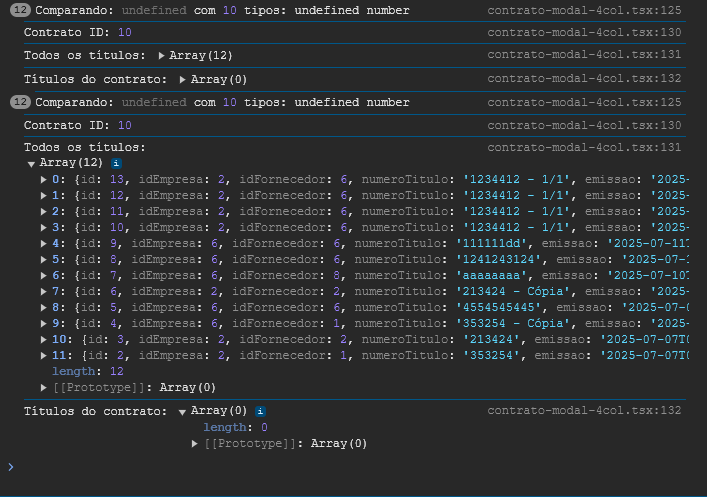 12 Comparando: undefined com 10 tipos: undefined number contrato-modal-4col.tsx:125
Contrato ID: 10 contrato-modal-4col.tsx:130
Todos os títulos: ▶ Array(12) contrato-modal-4col.tsx:131
Títulos do contrato: ▶ Array(0) contrato-modal-4col.tsx:132
12 Comparando: undefined com 10 tipos: undefined number contrato-modal-4col.tsx:125
Contrato ID: 10 contrato-modal-4col.tsx:130
Todos os títulos: contrato-modal-4col.tsx:131
▼ Array(12) i
▶ 0: {id: 13, idEmpresa: 2, idFornecedor: 6, numeroTitulo: '1234412 - 1/1', emissao: '2025-
▶ 1: {id: 12, idEmpresa: 2, idFornecedor: 6, numeroTitulo: '1234412 - 1/1', emissao: '2025-
▶ 2: {id: 11, idEmpresa: 2, idFornecedor: 6, numeroTitulo: '1234412 - 1/1', emissao: '2025-
▶ 3: {id: 10, idEmpresa: 2, idFornecedor: 6, numeroTitulo: '1234412 - 1/1', emissao: '2025-
▶ 4: {id: 9, idEmpresa: 6, idFornecedor: 6, numeroTitulo: '111111dd', emissao: '2025-07-11T
▶ 5: {id: 8, idEmpresa: 6, idFornecedor: 6, numeroTitulo: '1241243124', emissao: '2025-07-1
▶ 6: {id: 7, idEmpresa: 6, idFornecedor: 8, numeroTitulo: 'aaaaaaaa', emissao: '2025-07-10T
▶ 7: {id: 6, idEmpresa: 2, idFornecedor: 2, numeroTitulo: '213424 - Cópia', emissao: '2025-
▶ 8: {id: 5, idEmpresa: 6, idFornecedor: 6, numeroTitulo: '4554545445', emissao: '2025-07-0
▶ 9: {id: 4, idEmpresa: 6, idFornecedor: 1, numeroTitulo: '353254 - Cópia', emissao: '2025-
▶ 10: {id: 3, idEmpresa: 2, idFornecedor: 2, numeroTitulo: '213424', emissao: '2025-07-07T0
▶ 11: {id: 2, idEmpresa: 2, idFornecedor: 1, numeroTitulo: '353254', emissao: '2025-07-07T0
length: 12
▶ [[Prototype]]: Array(0)
Títulos do contrato: ▼ Array(0) i contrato-modal-4col.tsx:132
length: 0
▶ [[Prototype]]: Array(0)